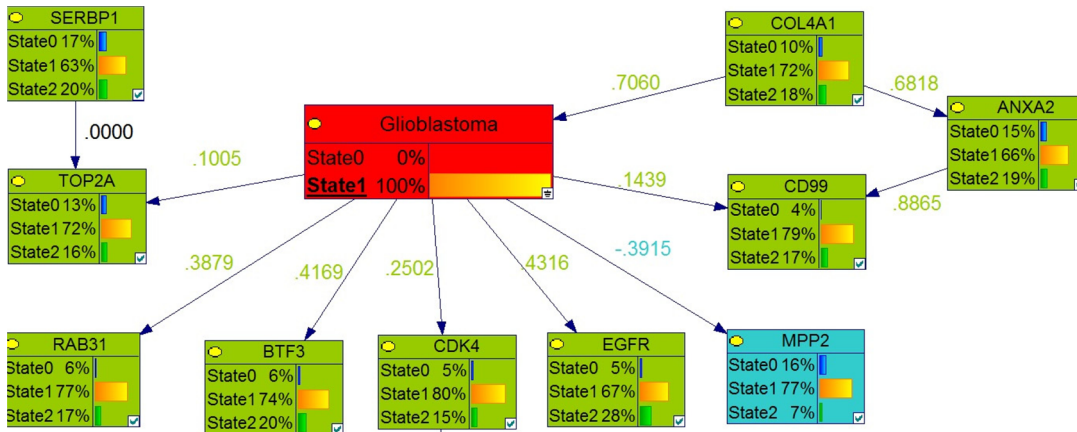 SERBP1
State0 17%
State1 63%
State2 20%
COL4A1
State0 10%
State1 72%
State2 18%
.7060
.6818
Glioblastoma
State0 0%
State1 100%
ANXA2
State0 15%
State1 66%
State2 19%
.0000
.1005
.1439
.8865
TOP2A
State0 13%
State1 72%
State2 16%
CD99
State0 4%
State1 79%
State2 17%
.3879
.4169
.2502
.4316
-.3915
RAB31
State0 6%
State1 77%
State2 17%
BTF3
State0 6%
State1 74%
State2 20%
CDK4
State0 5%
State1 80%
State2 15%
EGFR
State0 5%
State1 67%
State2 28%
MPP2
State0 16%
State1 77%
State2 7%